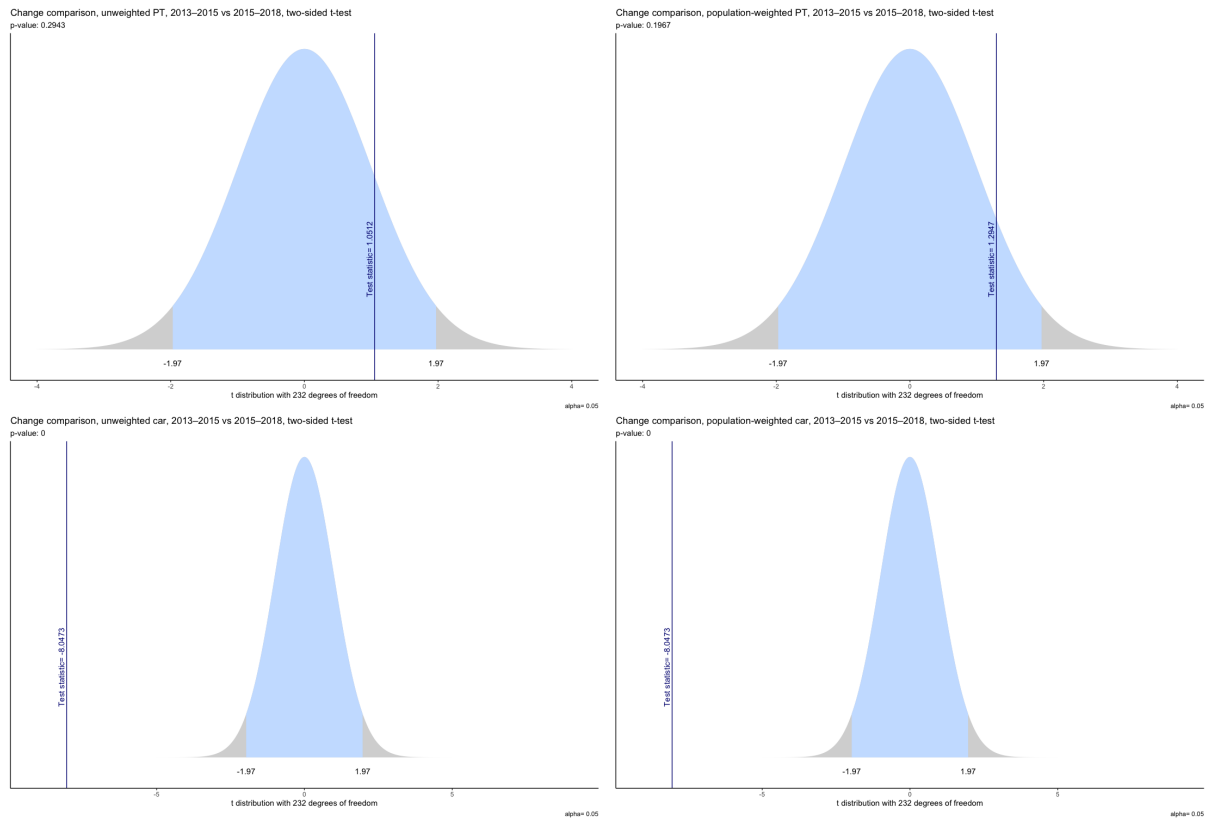 Change comparison, unweighted PT, 2013–2015 vs 2015–2018, two-sided t-test
p-value: 0.2943
Test statistic= 1.0512
-1.97
1.97
-4
-2
0
2
4
t distribution with 232 degrees of freedom
alpha= 0.05
Change comparison, population-weighted PT, 2013–2015 vs 2015–2018, two-sided t-test
p-value: 0.1967
Test statistic= 1.2947
-1.97
1.97
-4
-2
0
2
4
t distribution with 232 degrees of freedom
alpha= 0.05
Change comparison, unweighted car, 2013–2015 vs 2015–2018, two-sided t-test
p-value: 0
Test statistic= -8.0473
-1.97
1.97
-5
0
5
t distribution with 232 degrees of freedom
alpha= 0.05
Change comparison, population-weighted car, 2013–2015 vs 2015–2018, two-sided t-test
p-value: 0
Test statistic= -8.0473
-1.97
1.97
-5
0
5
t distribution with 232 degrees of freedom
alpha= 0.05